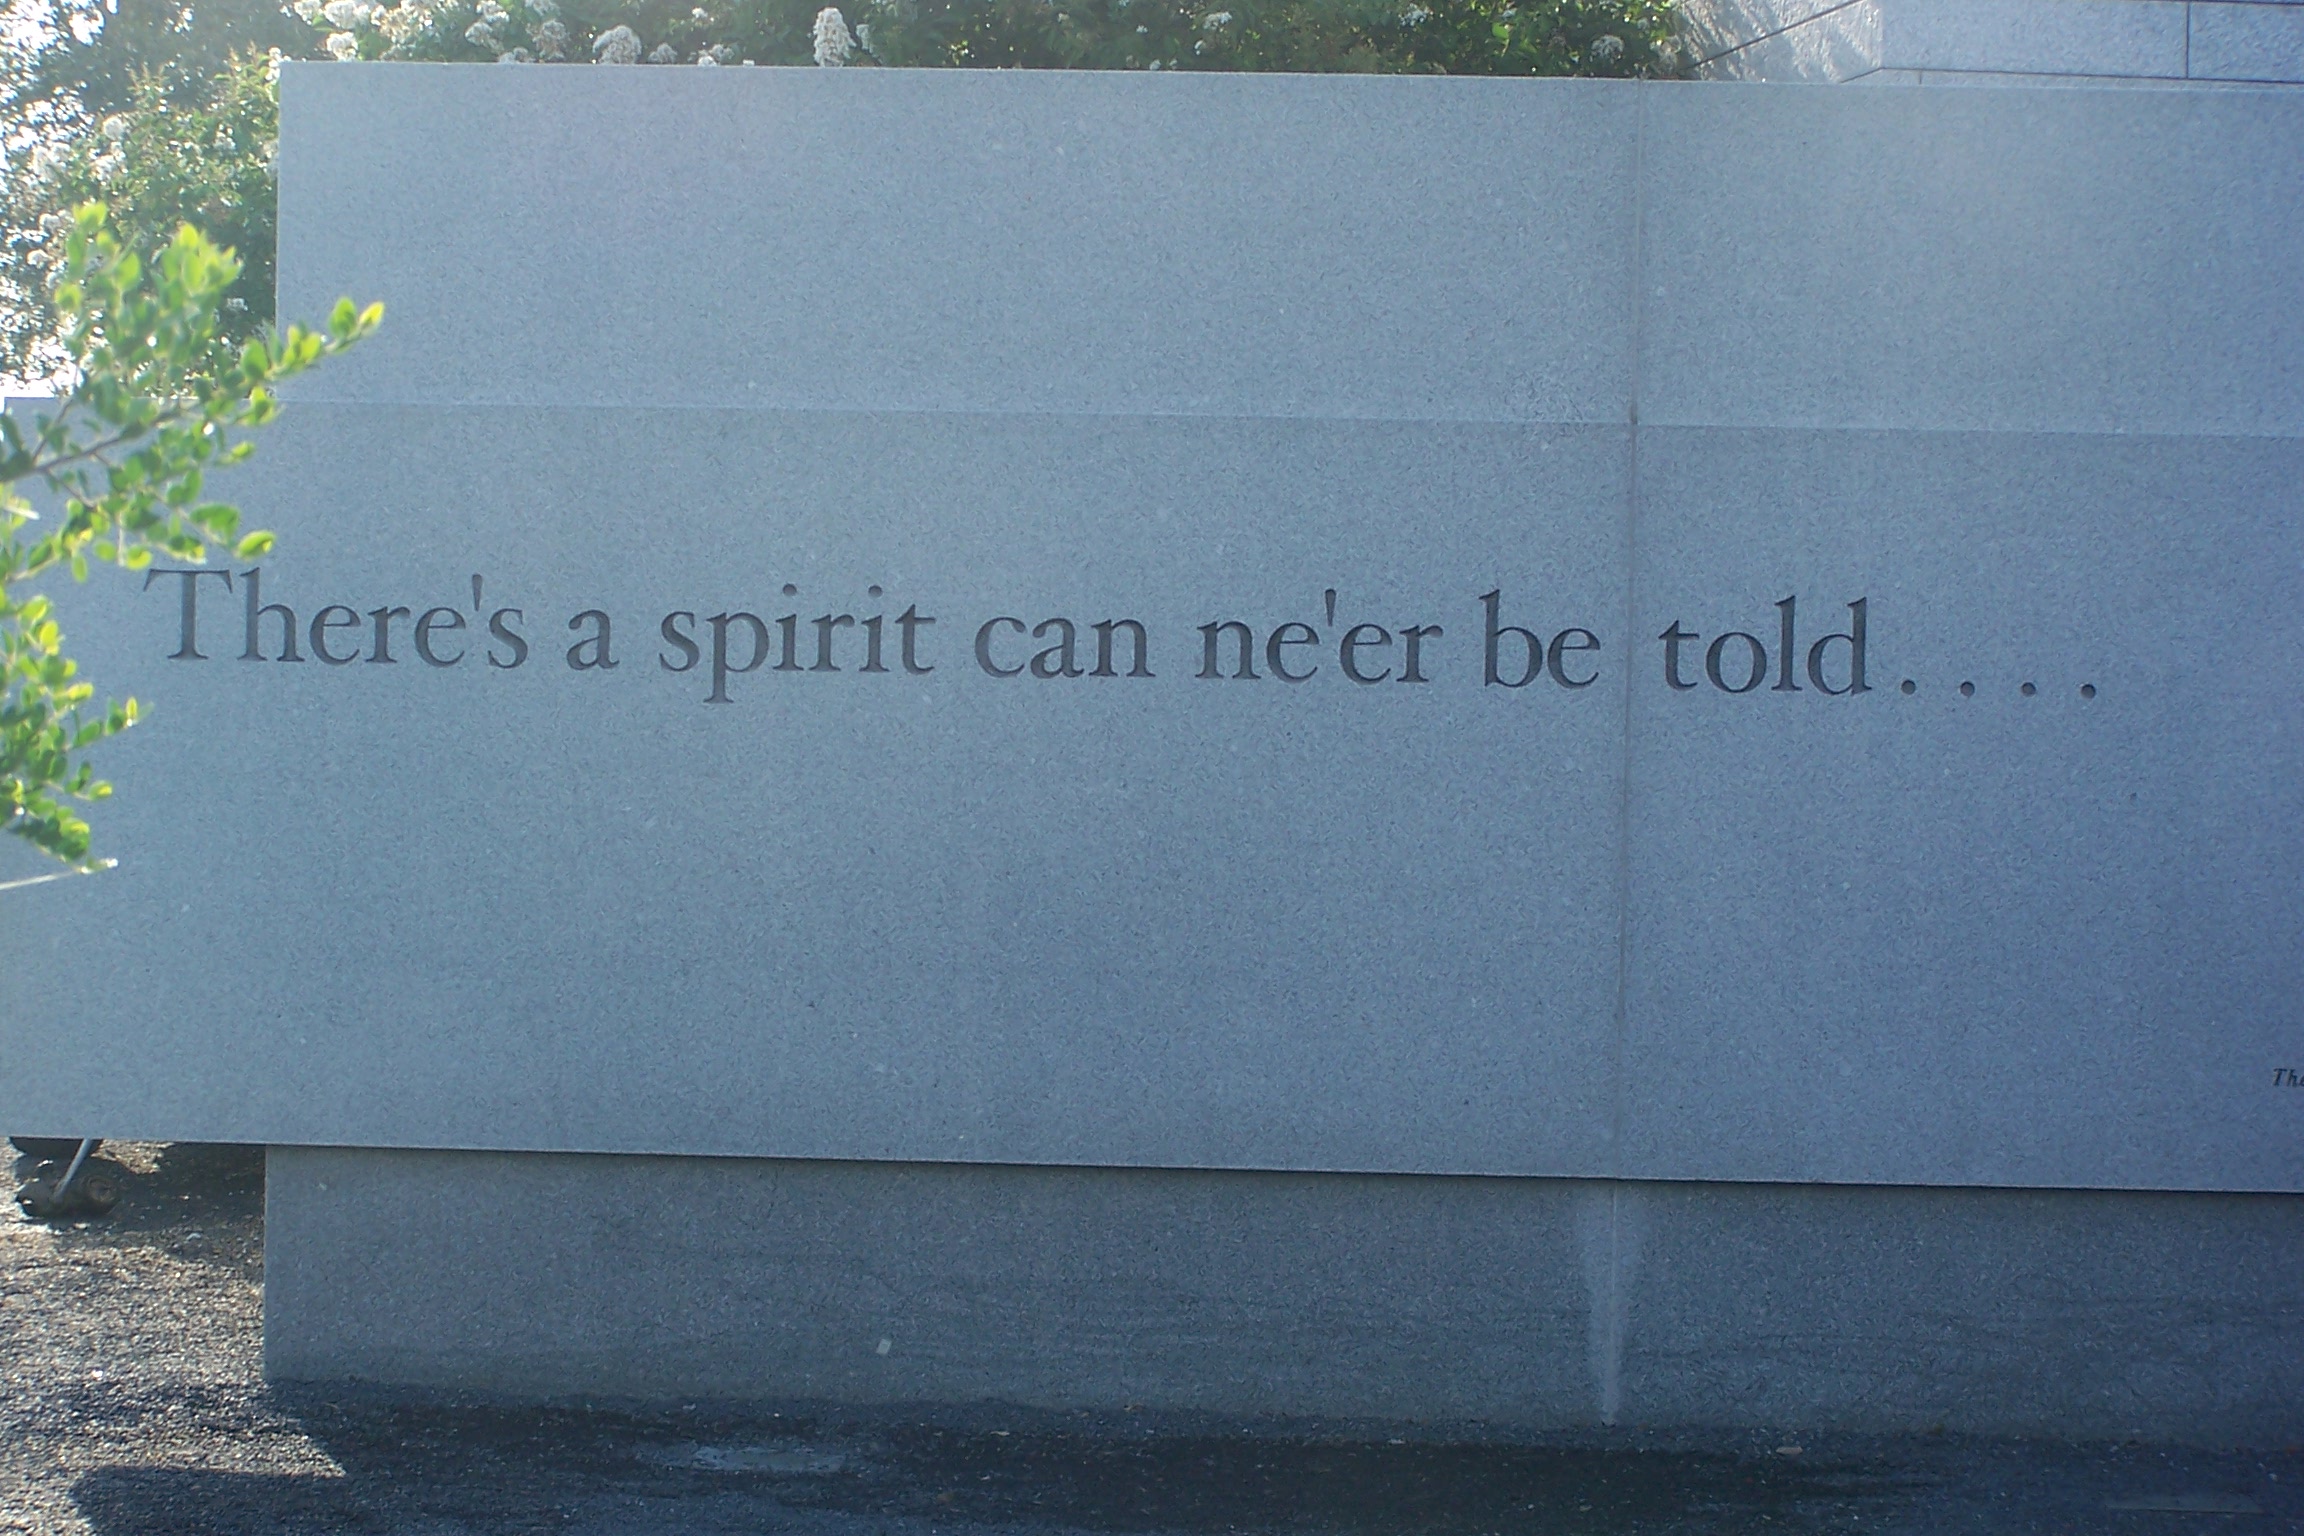 There's a spirit can ne'er be told....